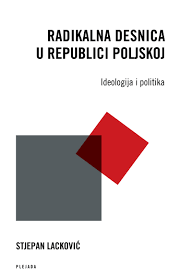 RADIKALNA DESNICA
U REPUBLICI POLJSKOJ
Ideologija i politika
STJEPAN LACKOVIĆ
PLEJADA